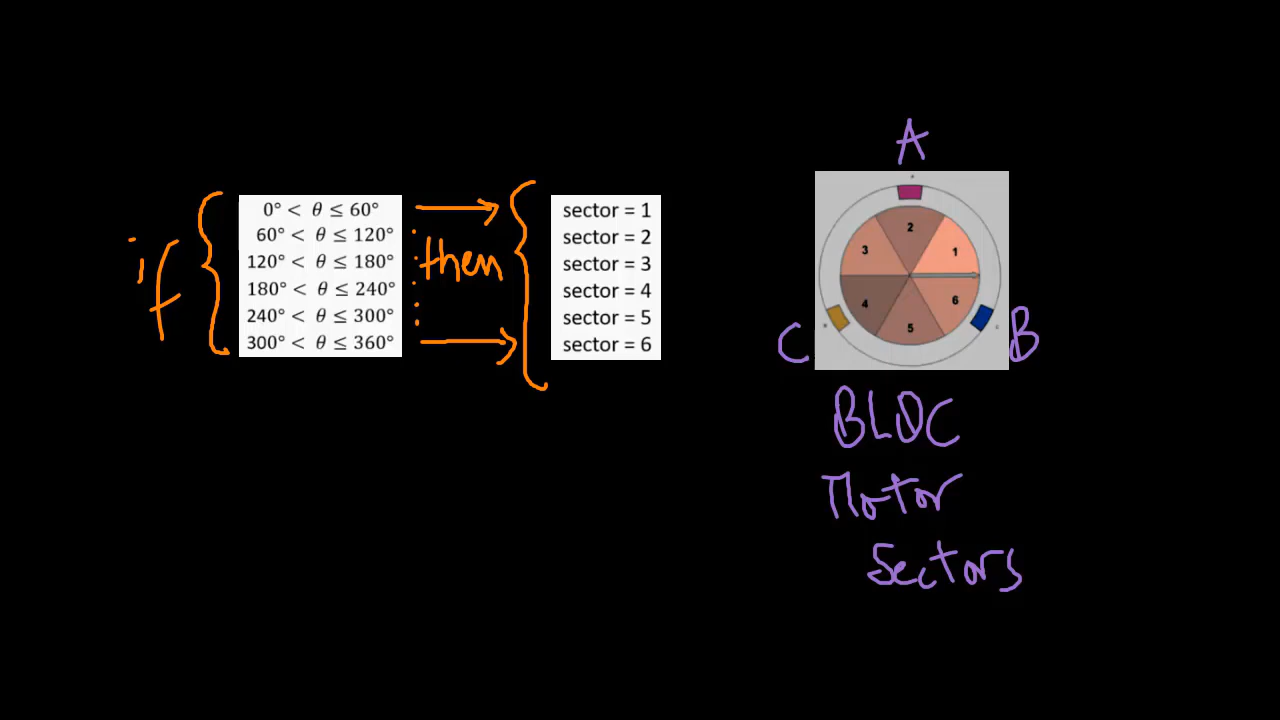 if
0° < θ ≤ 60°
60° < θ ≤ 120°
120° < θ ≤ 180°
180° < θ ≤ 240°
240° < θ ≤ 300°
300° < θ ≤ 360°
then
sector = 1
sector = 2
sector = 3
sector = 4
sector = 5
sector = 6
A
2
3
1
4
6
5
C
B
BLDC
Motor
Sectors